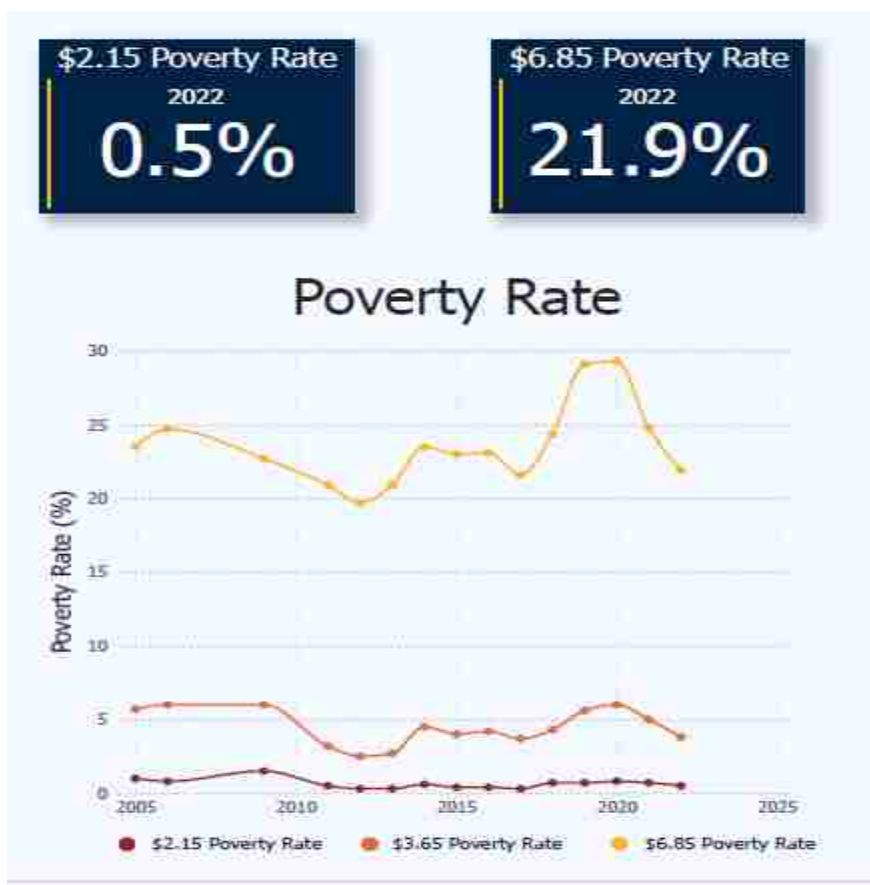 $2.15 Poverty Rate
2022
0.5%
$6.85 Poverty Rate
2022
21.9%
Poverty Rate
Poverty Rate (%)
30
25
20
15
10
5
0
2005 2010 2015 2020 2025
$2.15 Poverty Rate $3.65 Poverty Rate $6.85 Poverty Rate